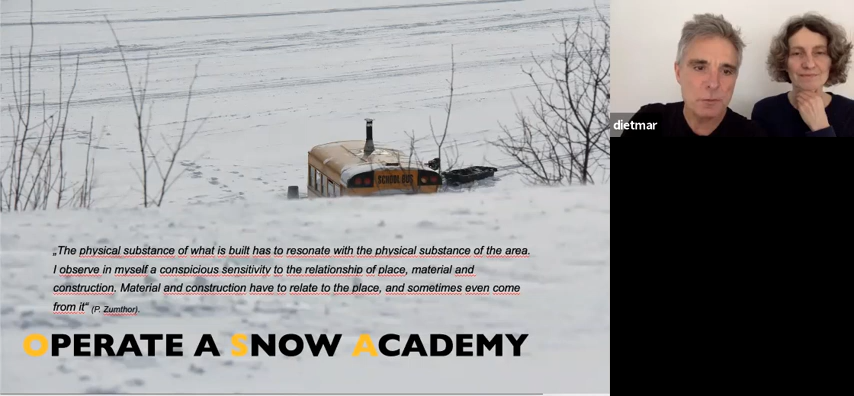 dietmar
SCHOOL BUS
„The physical substance of what is built has to resonate with the physical substance of the area.
I observe in myself a conspicious sensitivity to the relationship of place, material and
construction. Material and construction have to relate to the place, and sometimes even come
from it“ (P. Zumthor).
OPERATE A SNOW ACADEMY